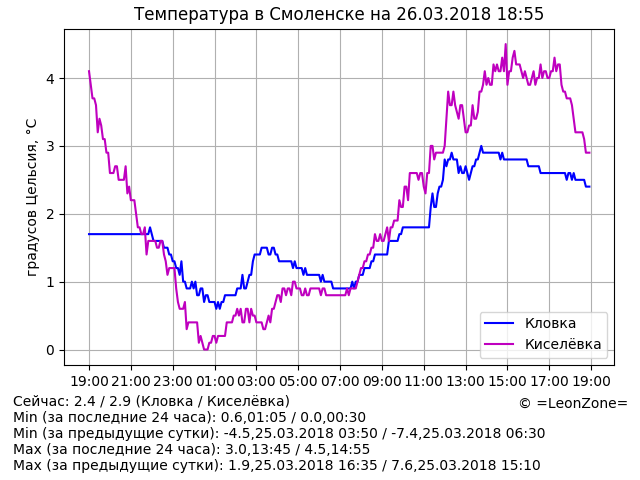 Температура в Смоленске на 26.03.2018 18:55
градусов Цельсия, °C
4
3
2
1
0
Кловка
Киселёвка
19:00 21:00 23:00 01:00 03:00 05:00 07:00 09:00 11:00 13:00 15:00 17:00 19:00
Сейчас: 2.4 / 2.9 (Кловка / Киселёвка)
© =LeonZone=
Min (за последние 24 часа): 0.6,01:05 / 0.0,00:30
Min (за предыдущие сутки): -4.5,25.03.2018 03:50 / -7.4,25.03.2018 06:30
Max (за последние 24 часа): 3.0,13:45 / 4.5,14:55
Max (за предыдущие сутки): 1.9,25.03.2018 16:35 / 7.6,25.03.2018 15:10